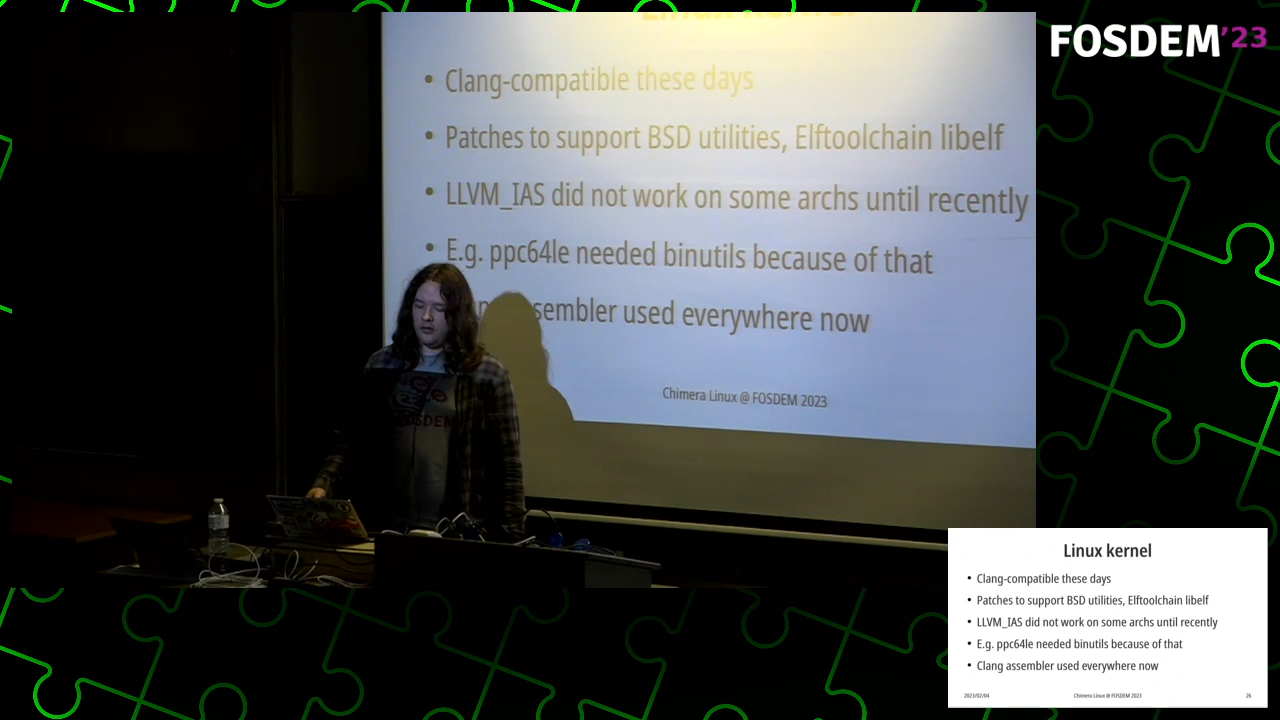 FOSDEM'23
Linux kernel
• Clang-compatible these days
• Patches to support BSD utilities, Elftoolchain libelf
• LLVM_IAS did not work on some archs until recently
• E.g. ppc64le needed binutils because of that
sembler used everywhere now
Chimera Linux @ FOSDEM 2023
FOSDEM
Linux kernel
• Clang-compatible these days
• Patches to support BSD utilities, Elftoolchain libelf
• LLVM_IAS did not work on some archs until recently
• E.g. ppc64le needed binutils because of that
• Clang assembler used everywhere now
2023/02/04 Chimera Linux @ FOSDEM 2023 26